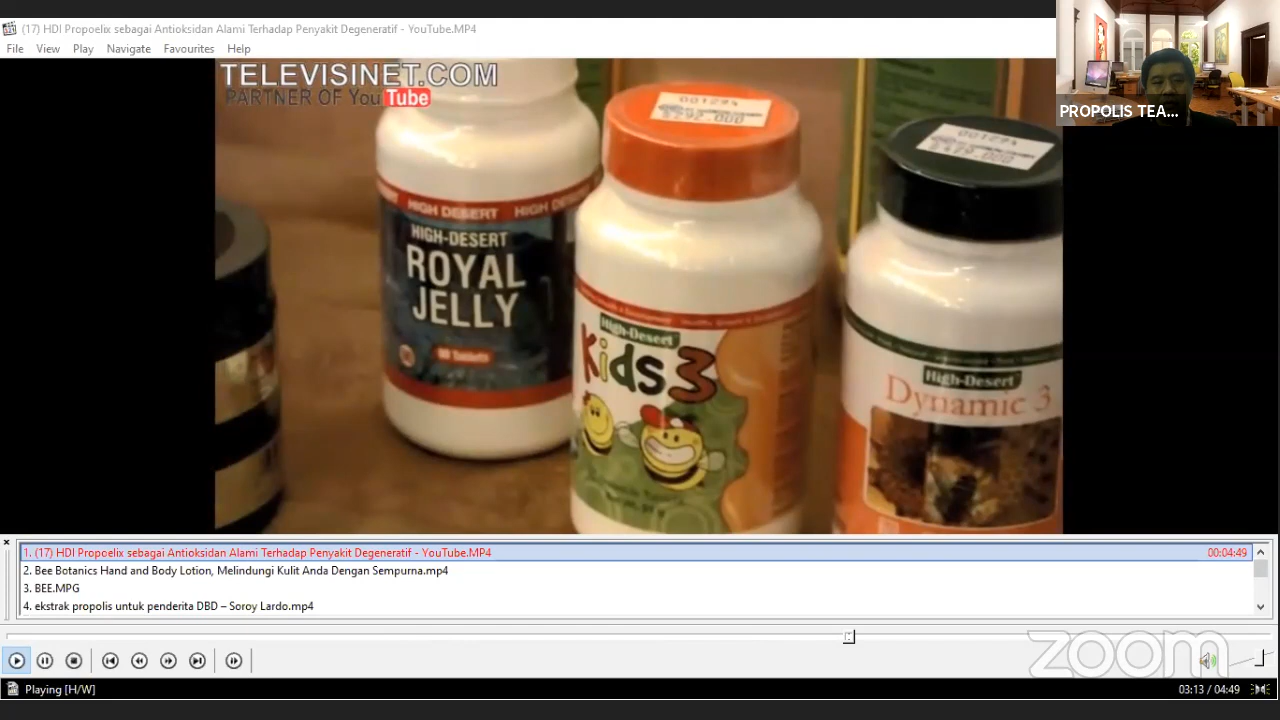 (17) HDI Propoelix sebagai Antioksidan Alami Terhadap Penyakit Degeneratif - YouTube.MP4
File View Play Navigate Favourites Help
TELEVISINET.COM
PARTNER OF YouTube
PROPOLIS TEA...
001294
HIGH DESERT
HIGH-DESERT
ROYAL
JELLY
High-Desert
Kids 3
High-Desert
Dynamic 3
1. (17) HDI Propoelix sebagai Antioksidan Alami Terhadap Penyakit Degeneratif - YouTube.MP4 00:04:49
2. Bee Botanics Hand and Body Lotion, Melindungi Kulit Anda Dengan Sempurna.mp4
3. BEE.MPG
4. ekstrak propolis untuk penderita DBD – Soroy Lardo.mp4
zoom
Playing [H/W] 03:13 / 04:49